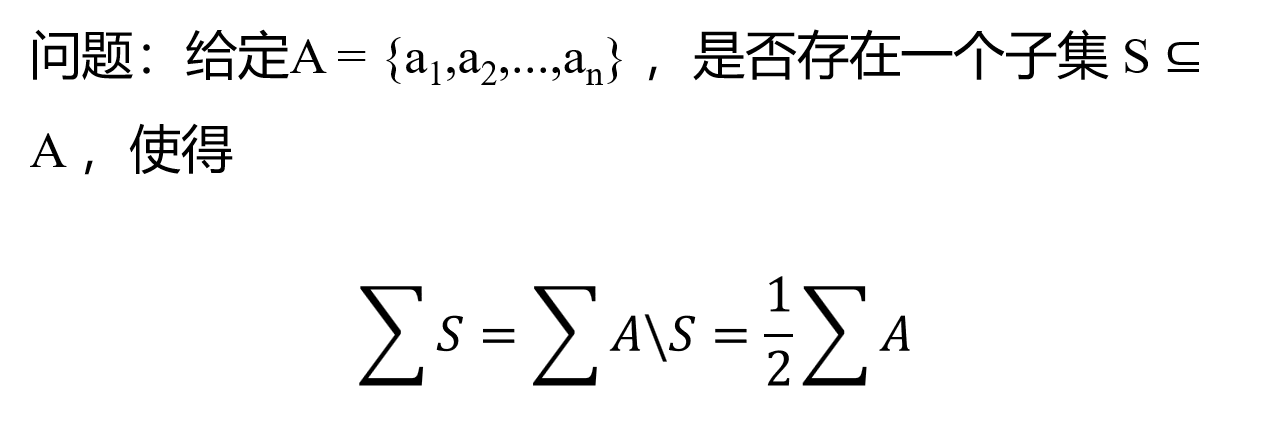 问题：给定A = {a₁,a₂,...,aₙ} ，是否存在一个子集 S ⊆
A ，使得
∑ S = ∑ A\S = 1/2 ∑ A